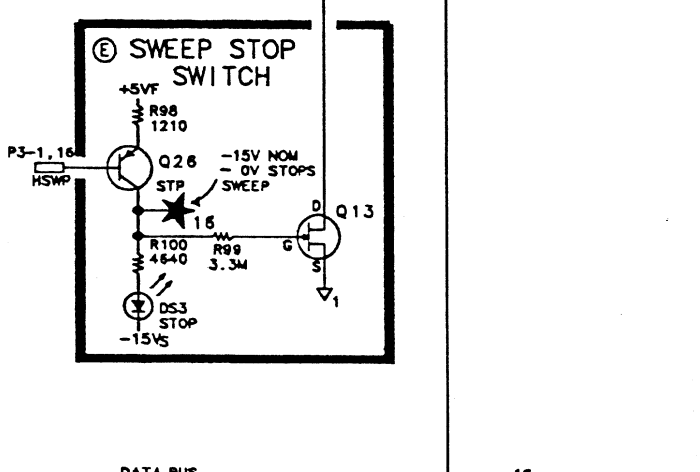 E SWEEP STOP
SWITCH
+5VF
R98
1210
P3-1,16
HSWP
Q26
STP
-15V NOM
~ 0V STOPS
SWEEP
16
D
Q13
G
S
R100
4640
R99
3.3M
1
DS3
STOP
-15VS
DATA BUS